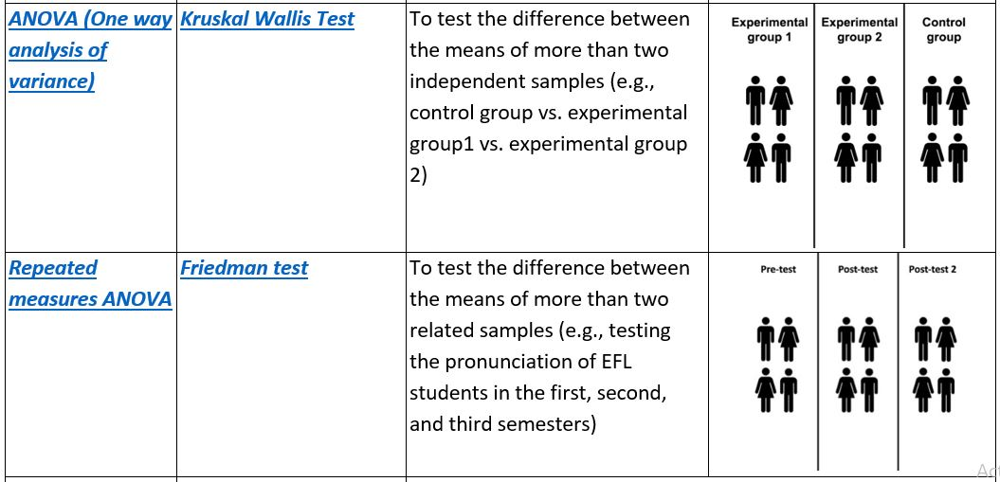 ANOVA (One way
analysis of
variance)
Kruskal Wallis Test
To test the difference between
the means of more than two
independent samples (e.g.,
control group vs. experimental
group1 vs. experimental group
2)
Experimental
group 1
Experimental
group 2
Control
group
Repeated
measures ANOVA
Friedman test
To test the difference between
the means of more than two
related samples (e.g., testing
the pronunciation of EFL
students in the first, second,
and third semesters)
Pre-test
Post-test
Post-test 2